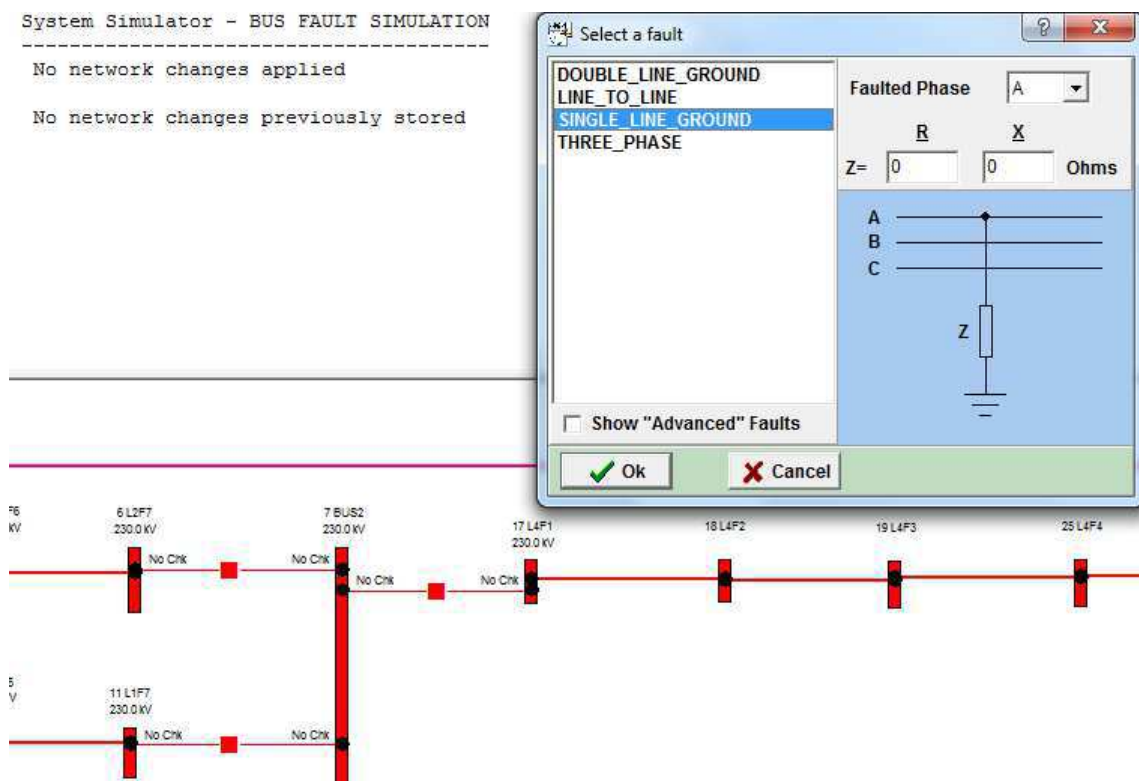 System Simulator - BUS FAULT SIMULATION
---------------------------------------
No network changes applied
No network changes previously stored
Select a fault
?
X
DOUBLE_LINE_GROUND
LINE_TO_LINE
SINGLE_LINE_GROUND
THREE_PHASE
Faulted Phase A
R X
Z= 0 0 Ohms
A
B
C
Z
Show "Advanced" Faults
Ok Cancel
kV
6 L2F7
230.0 kV
7 BUS2
230.0 kV
17 L4F1
230.0 kV
18 L4F2
19 L4F3
25 L4F4
No Chk No Chk
No Chk No Chk
11 L1F7
230.0 kV
No Chk No Chk